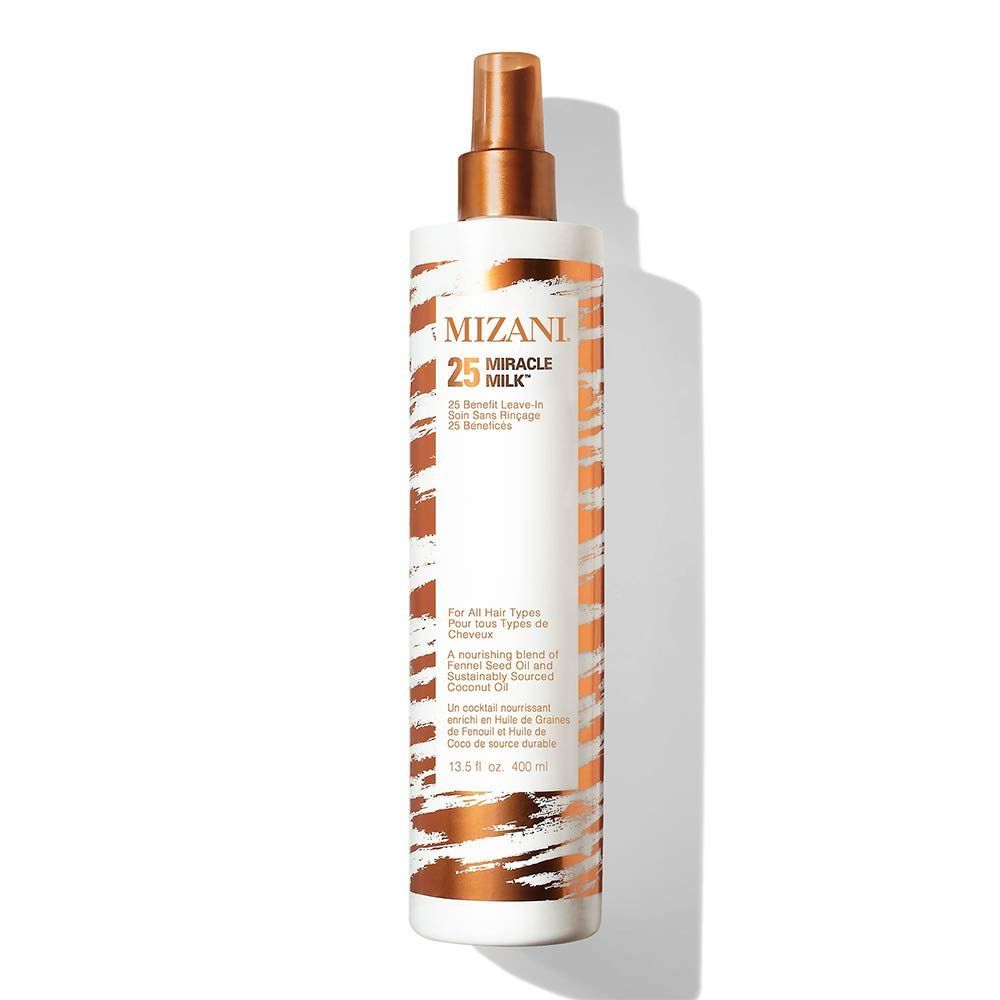 MIZANI®
25 MIRACLE
MILK™
25 Benefit Leave-In
Soin Sans Rinçage
25 Beneficés
For All Hair Types
Pour tous Types de
Cheveux
A nourishing blend of
Fennel Seed Oil and
Sustainably Sourced
Coconut Oil
Un cocktail nourrissant
enrichi en Huile de Graines
de Fenouil et Huile de
Coco de source durable
13.5 fl oz. 400 ml